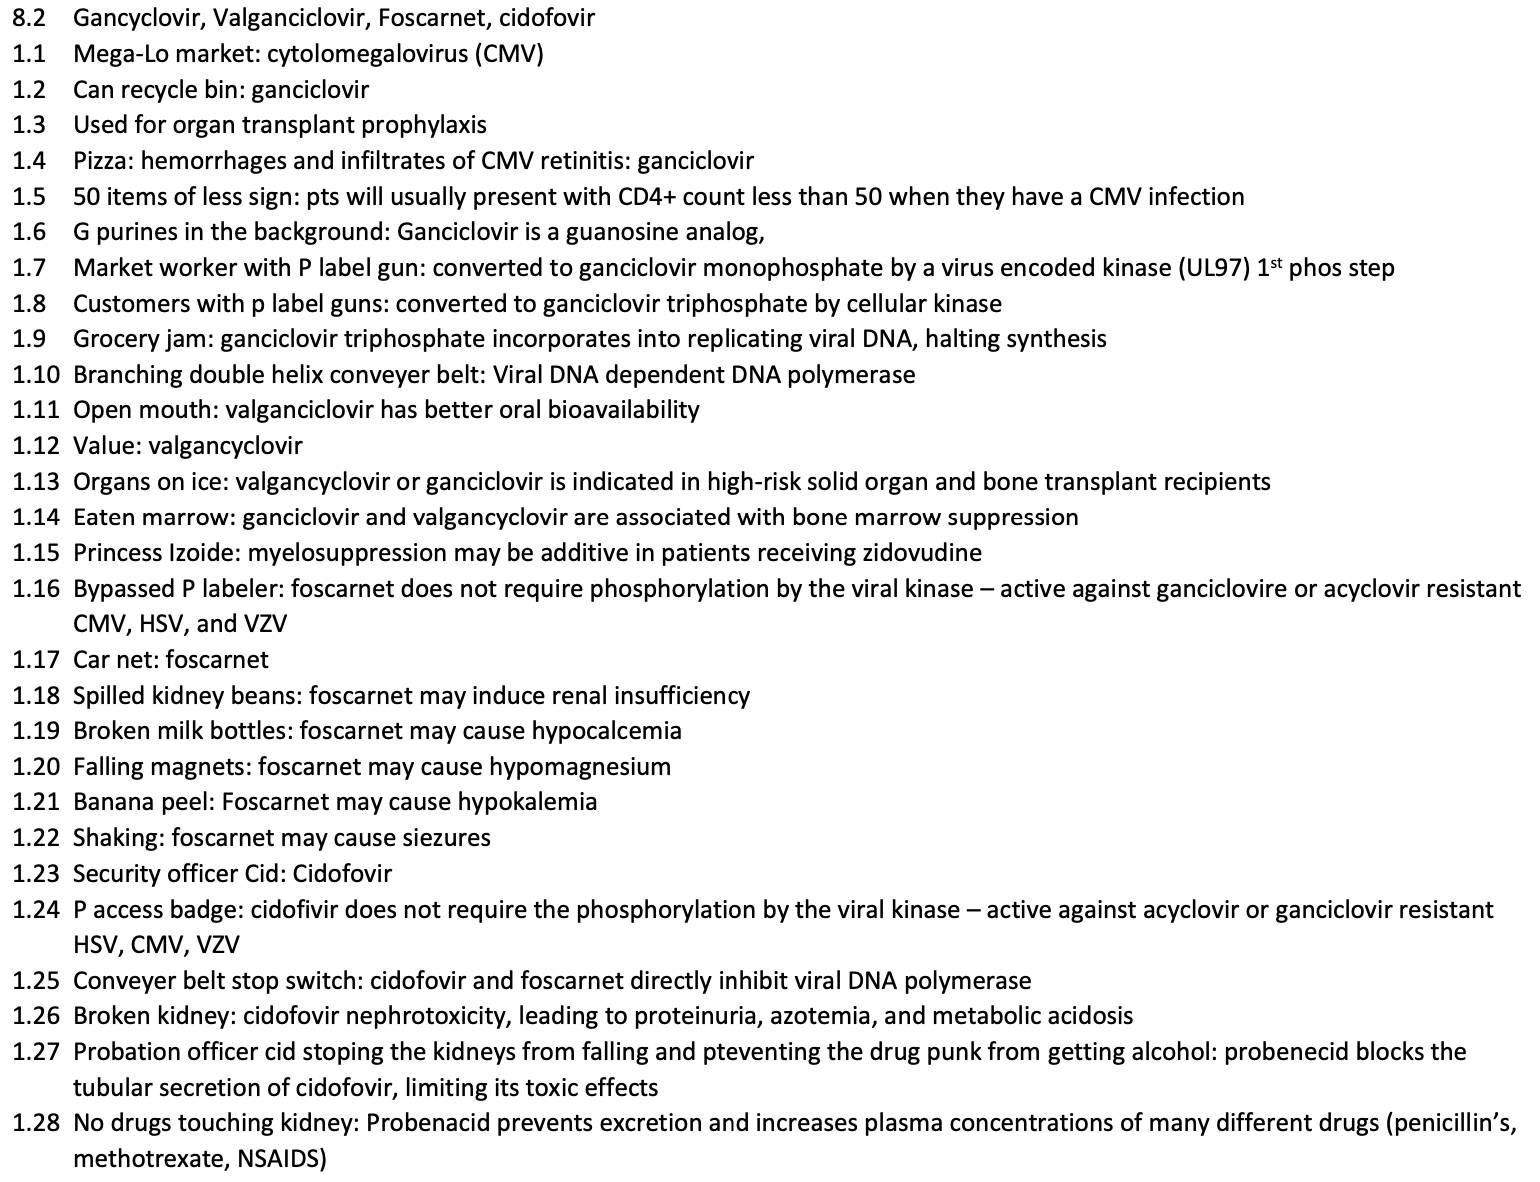 8.2 Gancyclovir, Valganciclovir, Foscarnet, cidofovir
1.1 Mega-Lo market: cytolomegalovirus (CMV)
1.2 Can recycle bin: ganciclovir
1.3 Used for organ transplant prophylaxis
1.4 Pizza: hemorrhages and infiltrates of CMV retinitis: ganciclovir
1.5 50 items of less sign: pts will usually present with CD4+ count less than 50 when they have a CMV infection
1.6 G purines in the background: Ganciclovir is a guanosine analog,
1.7 Market worker with P label gun: converted to ganciclovir monophosphate by a virus encoded kinase (UL97) 1st phos step
1.8 Customers with p label guns: converted to ganciclovir triphosphate by cellular kinase
1.9 Grocery jam: ganciclovir triphosphate incorporates into replicating viral DNA, halting synthesis
1.10 Branching double helix conveyer belt: Viral DNA dependent DNA polymerase
1.11 Open mouth: valganciclovir has better oral bioavailability
1.12 Value: valgancyclovir
1.13 Organs on ice: valgancyclovir or ganciclovir is indicated in high-risk solid organ and bone transplant recipients
1.14 Eaten marrow: ganciclovir and valgancyclovir are associated with bone marrow suppression
1.15 Princess Izoide: myelosuppression may be additive in patients receiving zidovudine
1.16 Bypassed P labeler: foscarnet does not require phosphorylation by the viral kinase – active against ganciclovire or acyclovir resistant
CMV, HSV, and VZV
1.17 Car net: foscarnet
1.18 Spilled kidney beans: foscarnet may induce renal insufficiency
1.19 Broken milk bottles: foscarnet may cause hypocalcemia
1.20 Falling magnets: foscarnet may cause hypomagnesium
1.21 Banana peel: Foscarnet may cause hypokalemia
1.22 Shaking: foscarnet may cause siezures
1.23 Security officer Cid: Cidofovir
1.24 P access badge: cidofivir does not require the phosphorylation by the viral kinase – active against acyclovir or ganciclovir resistant
HSV, CMV, VZV
1.25 Conveyer belt stop switch: cidofovir and foscarnet directly inhibit viral DNA polymerase
1.26 Broken kidney: cidofovir nephrotoxicity, leading to proteinuria, azotemia, and metabolic acidosis
1.27 Probation officer cid stoping the kidneys from falling and pteventing the drug punk from getting alcohol: probenecid blocks the
tubular secretion of cidofovir, limiting its toxic effects
1.28 No drugs touching kidney: Probenacid prevents excretion and increases plasma concentrations of many different drugs (penicillin’s,
methotrexate, NSAIDS)